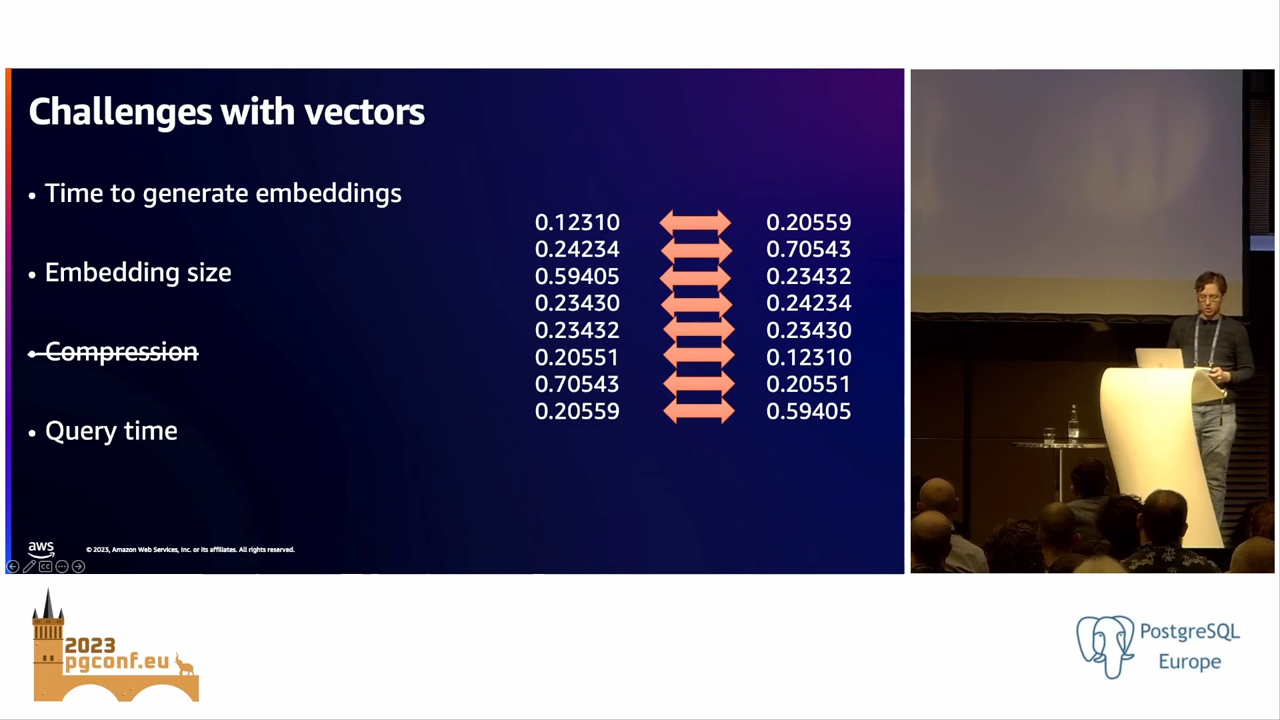 Challenges with vectors
• Time to generate embeddings
• Embedding size
• Compression
• Query time
0.12310 0.20559
0.24234 0.70543
0.59405 0.23432
0.23430 0.24234
0.23432 0.23430
0.20551 0.12310
0.70543 0.20551
0.20559 0.59405
aws
© 2023, Amazon Web Services, Inc. or its affiliates. All rights reserved.
CC
2023
pgconf.eu
PostgreSQL
Europe